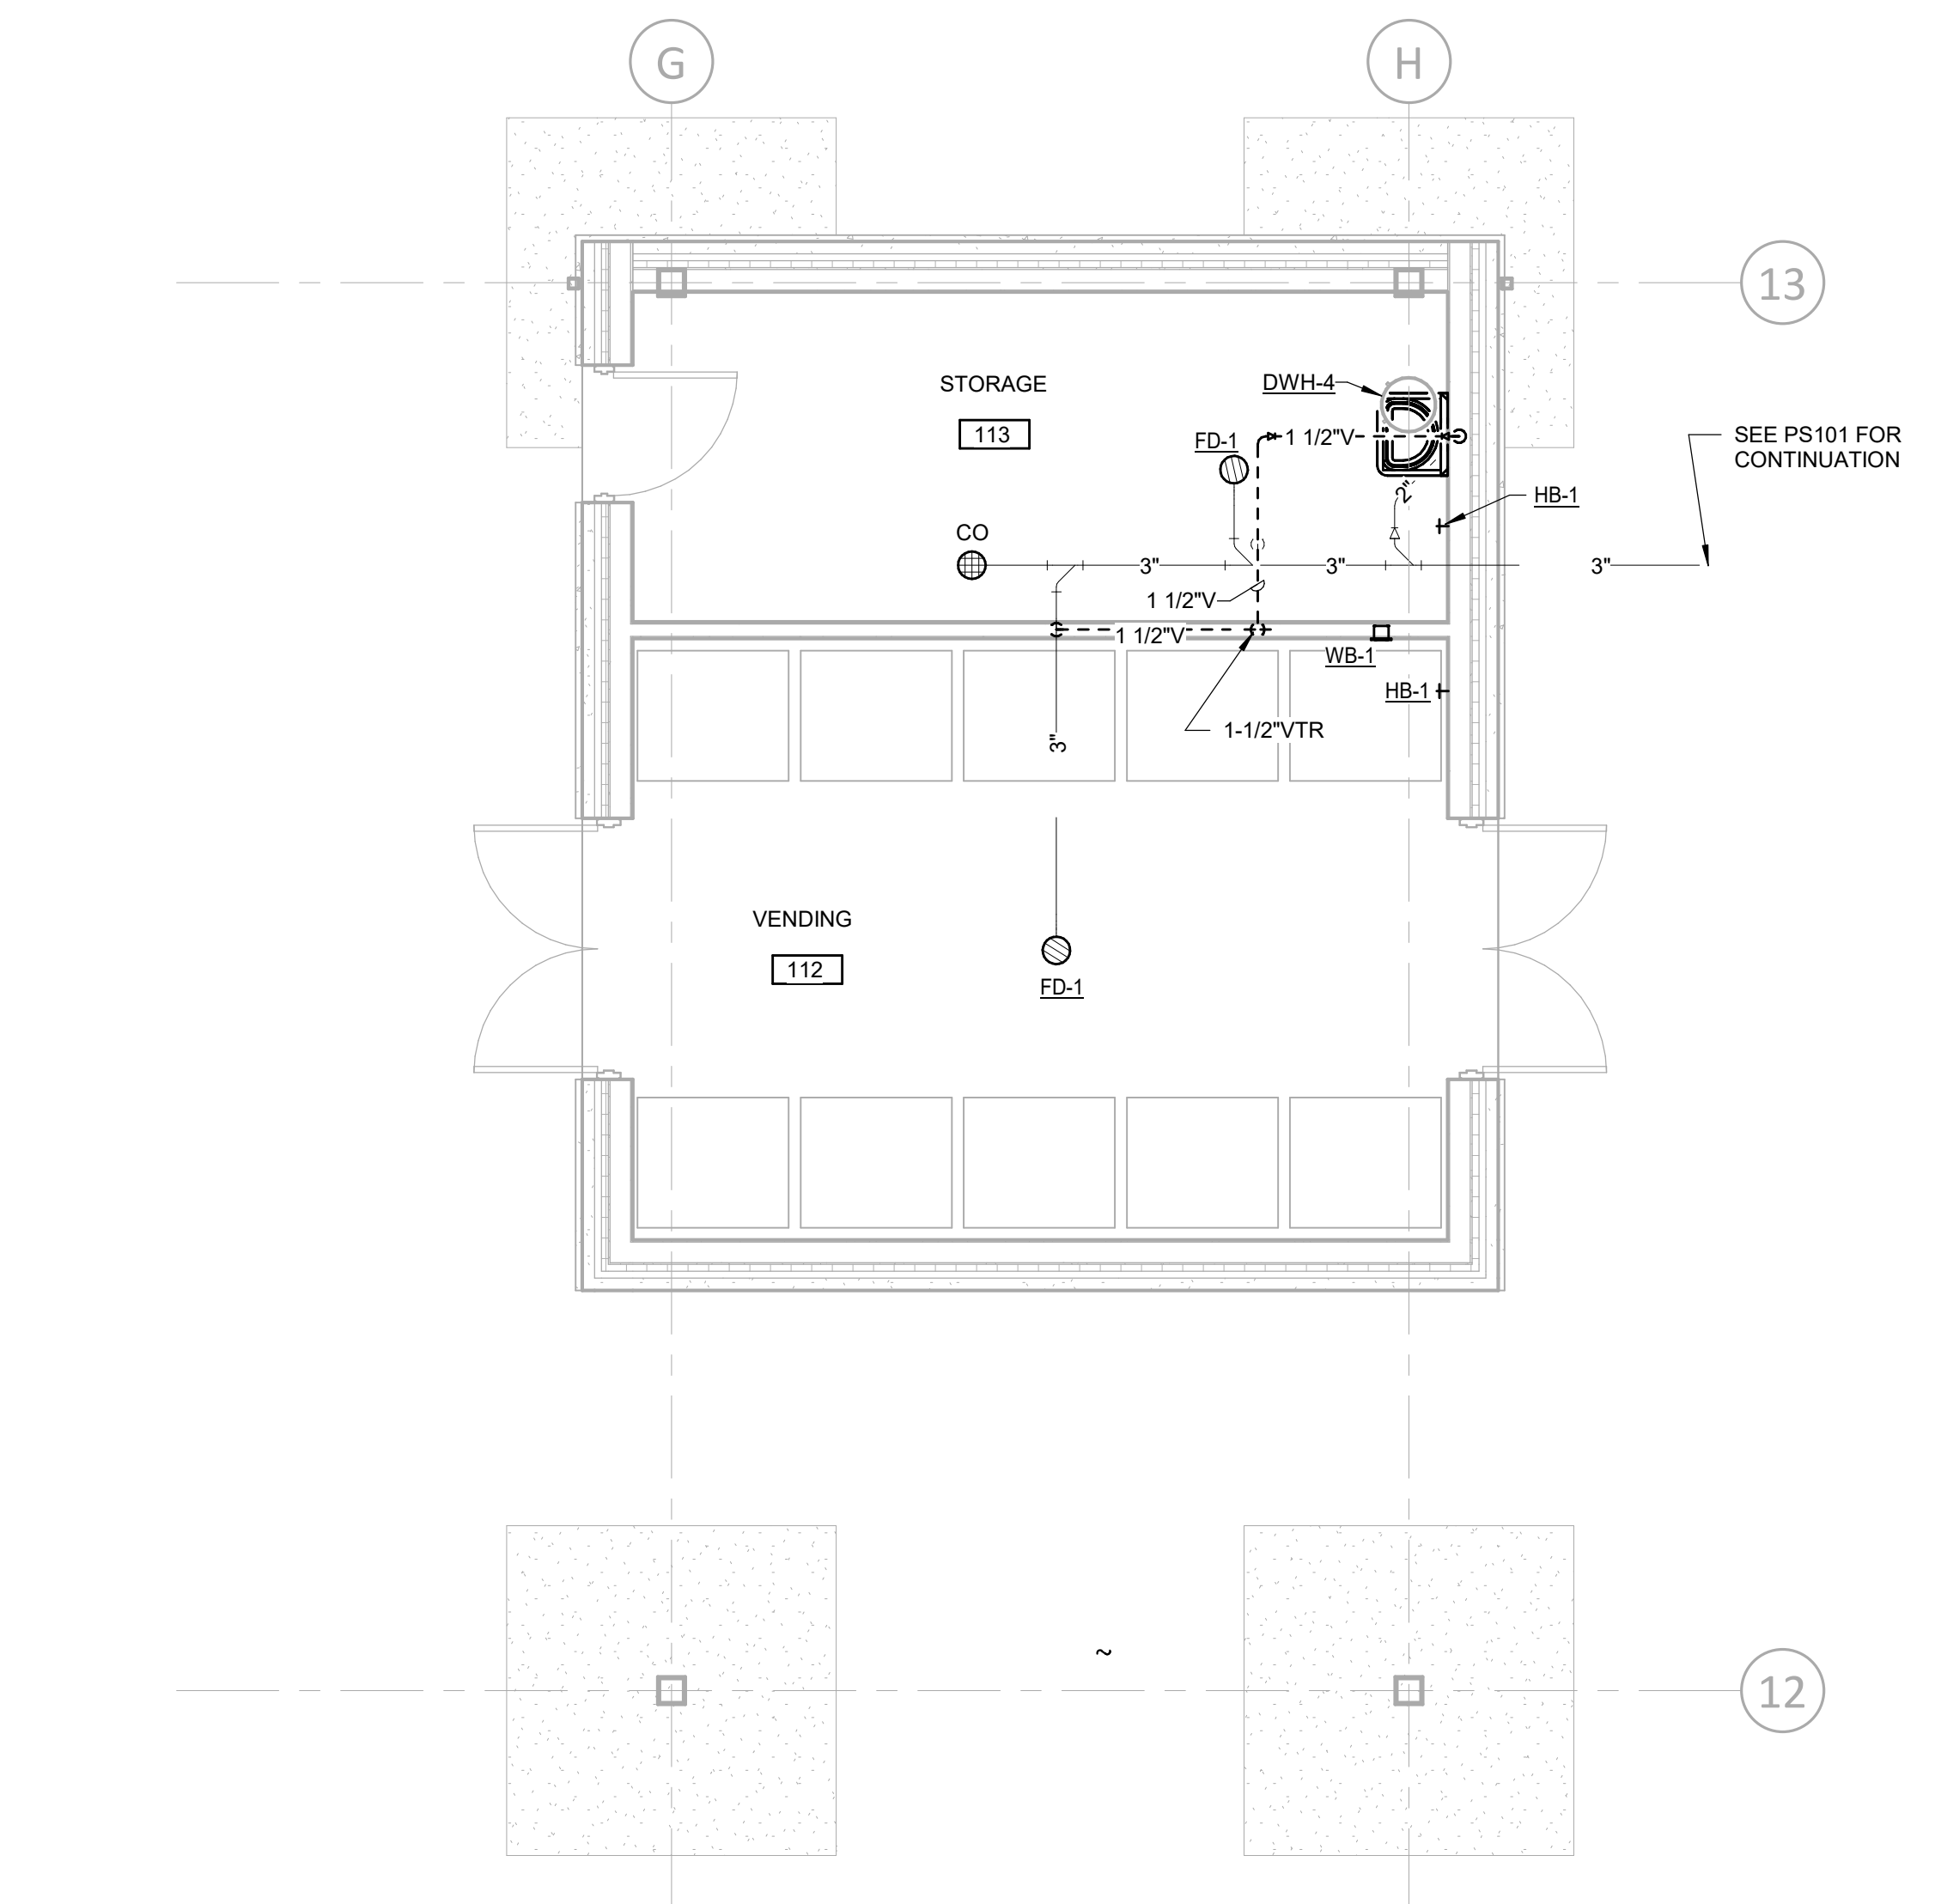 G
H
13
STORAGE
113
DWH-4
1 1/2"V
FD-1
SEE PS101 FOR
CONTINUATION
2"
HB-1
CO
3"
3"
3"
1 1/2"V
1 1/2"V
WB-1
HB-1
1-1/2"VTR
3"
VENDING
112
FD-1
~
12